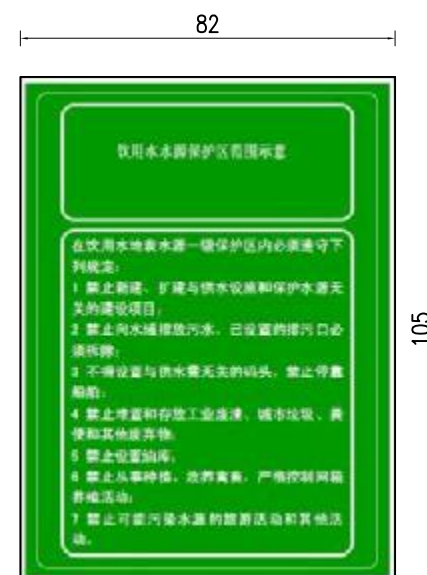 82
105
饮用水水源保护区范围示意
在饮用水地表水源一级保护区内必须遵守下
列规定:
1 禁止新建、扩建与供水设施和保护水源无
关的建设项目;
2 禁止向水域排放污水,已设置的排污口必
须拆除;
3 不得设置与供水需无关的码头,禁止停靠
船舶;
4 禁止堆置和存放工业废渣、城市垃圾、粪
便和其他废弃物;
5 禁止设置油库;
6 禁止从事种植、放养禽畜,严格控制网箱
养殖活动;
7 禁止可能污染水源的旅游活动和其他活
动。